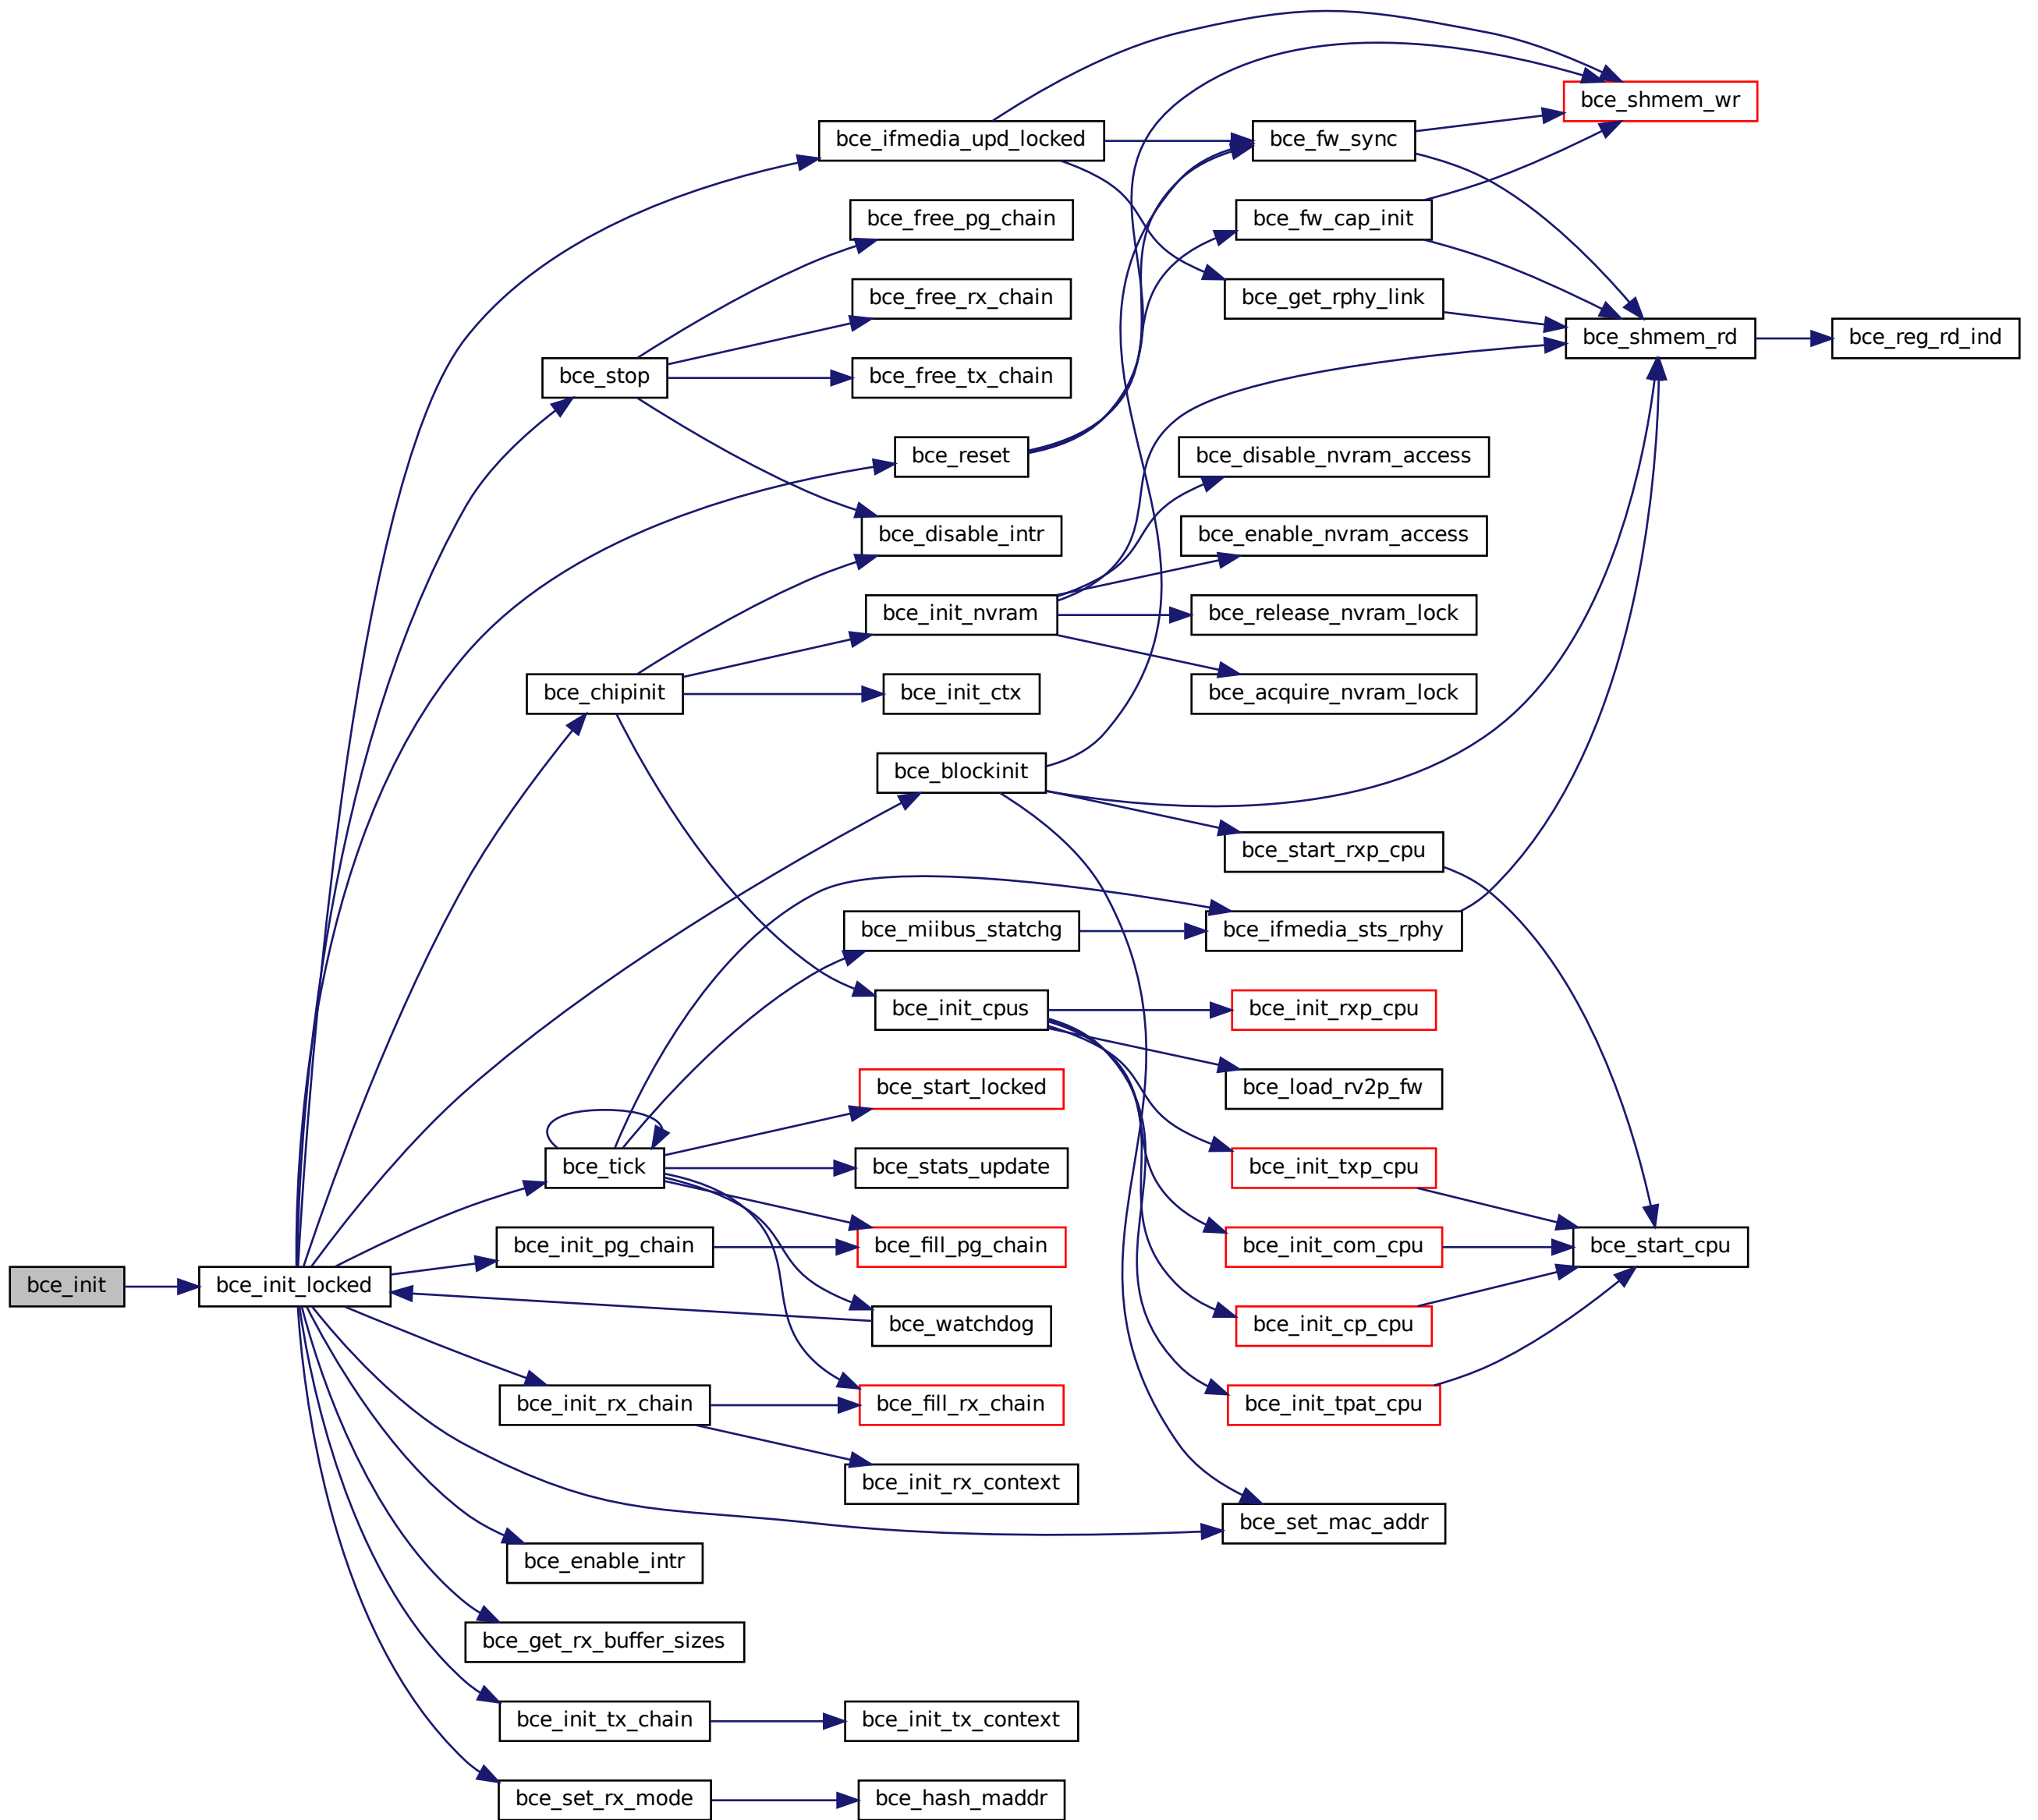 bce_shmem_wr
bce_ifmedia_upd_locked
bce_fw_sync
bce_free_pg_chain
bce_fw_cap_init
bce_free_rx_chain
bce_get_rphy_link
bce_shmem_rd
bce_reg_rd_ind
bce_stop
bce_free_tx_chain
bce_reset
bce_disable_nvram_access
bce_disable_intr
bce_enable_nvram_access
bce_init_nvram
bce_release_nvram_lock
bce_chipinit
bce_init_ctx
bce_acquire_nvram_lock
bce_blockinit
bce_start_rxp_cpu
bce_miibus_statchg
bce_ifmedia_sts_rphy
bce_init_cpus
bce_init_rxp_cpu
bce_start_locked
bce_load_rv2p_fw
bce_tick
bce_stats_update
bce_init_txp_cpu
bce_init_pg_chain
bce_fill_pg_chain
bce_init_com_cpu
bce_start_cpu
bce_init
bce_init_locked
bce_watchdog
bce_init_cp_cpu
bce_init_rx_chain
bce_fill_rx_chain
bce_init_tpat_cpu
bce_init_rx_context
bce_set_mac_addr
bce_enable_intr
bce_get_rx_buffer_sizes
bce_init_tx_chain
bce_init_tx_context
bce_set_rx_mode
bce_hash_maddr